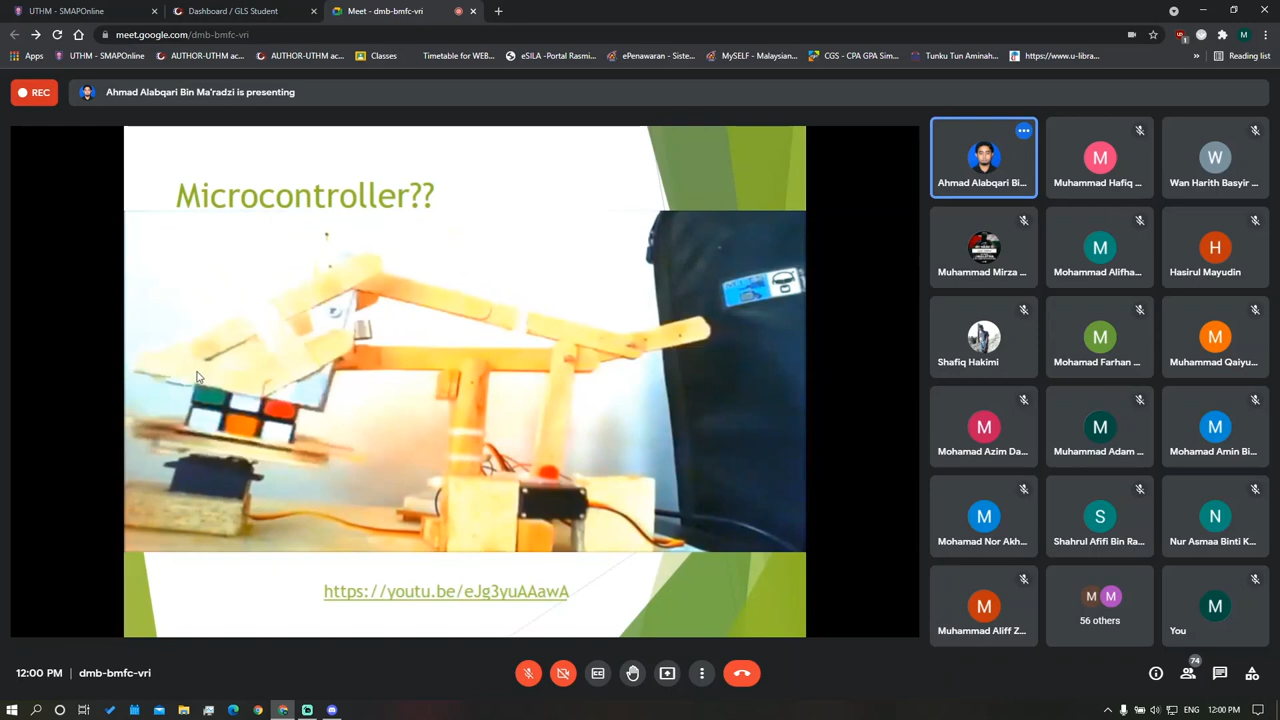 UTHM - SMAPOnline
Dashboard / GLS Student
Meet - dmb-bmfc-vri
meet.google.com/dmb-bmfc-vri
Apps
UTHM - SMAPOnline
AUTHOR-UTHM ac...
AUTHOR-UTHM ac...
Classes
Timetable for WEB...
eSILA -Portal Rasmi...
ePenawaran - Siste...
MySELF - Malaysian...
CGS - CPA GPA Sim...
Tunku Tun Aminah...
https://www.u-libra...
»
Reading list
REC
Ahmad Alabqari Bin Ma'radzi is presenting
Microcontroller??
https://youtu.be/eJg3yuAAawA
Ahmad Alabqari Bi...
M
Muhammad Hafiq ...
W
Wan Harith Basyir ...
Muhammad Mirza ...
M
Mohammad Alifha...
H
Hasirul Mayudin
Shafiq Hakimi
M
Mohamad Farhan ...
M
Muhammad Qaiyu...
M
Mohamad Azim Da...
M
Muhammad Adam ...
M
Mohamad Amin Bi...
M
Mohamad Nor Akh...
S
Shahrul Afifi Bin Ra...
N
Nur Asmaa Binti K...
M
Muhammad Aliff Z...
M M
56 others
M
You
12:00 PM | dmb-bmfc-vri
74
ENG 12:00 PM